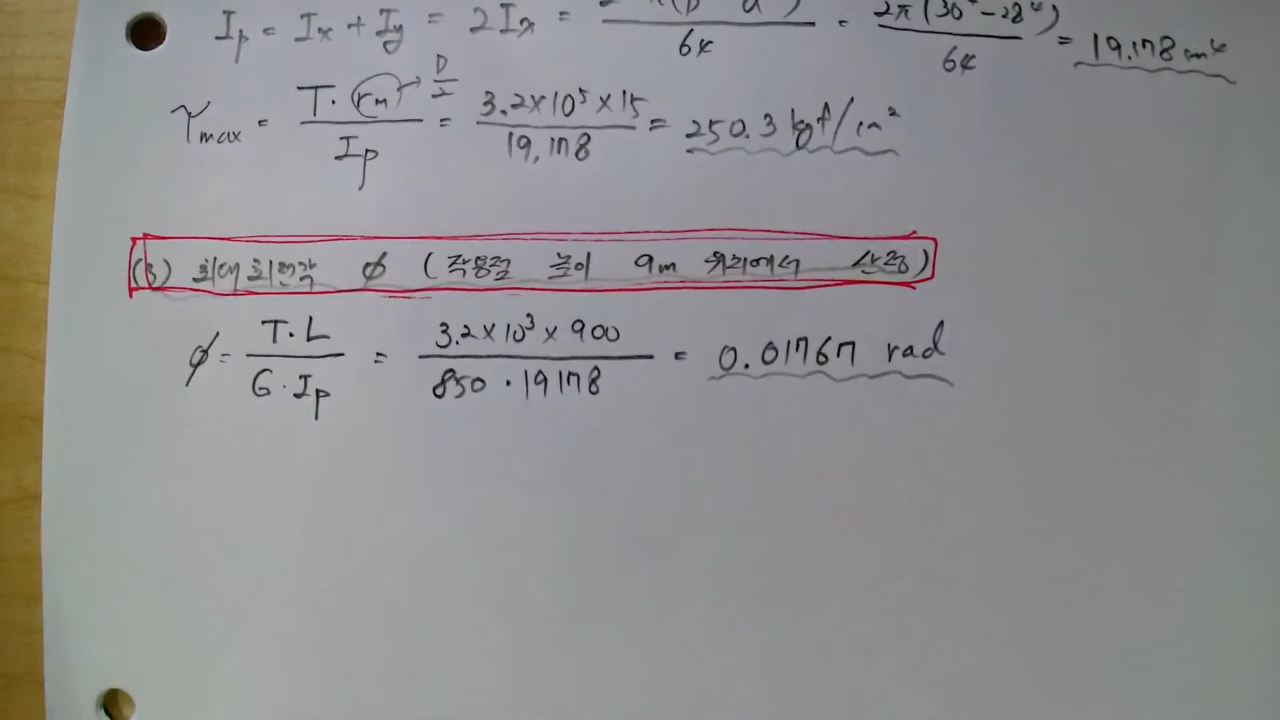 Ip = Ix + Iy = 2Ix = 64 = 2π(30⁴-28⁴) / 64 = 19.178 cm⁴
τmax = T·(rm) → D/2 / Ip = 3.2×10⁵×15 / 19,178 = 250.3 kgf/cm²
(3) 최대회전각 ϕ (작용점 높이 9m 위치에서 산정)
ϕ = T·L / G·Ip = 3.2×10³×900 / 850·19178 = 0.01767 rad